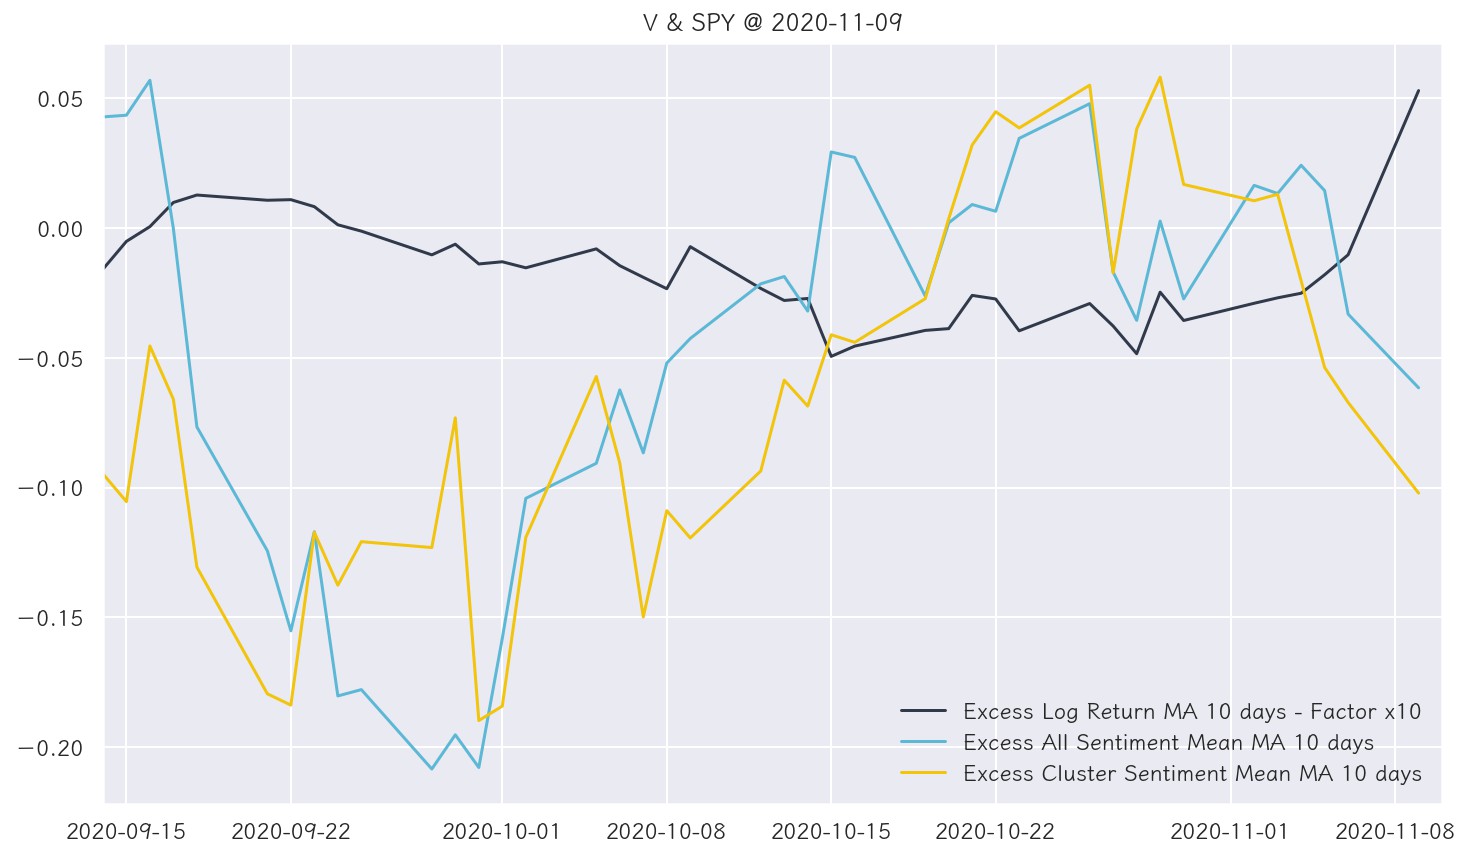 V & SPY @ 2020-11-09
0.05
0.00
−0.05
−0.10
−0.15
−0.20
Excess Log Return MA 10 days - Factor x10
Excess All Sentiment Mean MA 10 days
Excess Cluster Sentiment Mean MA 10 days
2020-09-15 2020-09-22 2020-10-01 2020-10-08 2020-10-15 2020-10-22 2020-11-01 2020-11-08